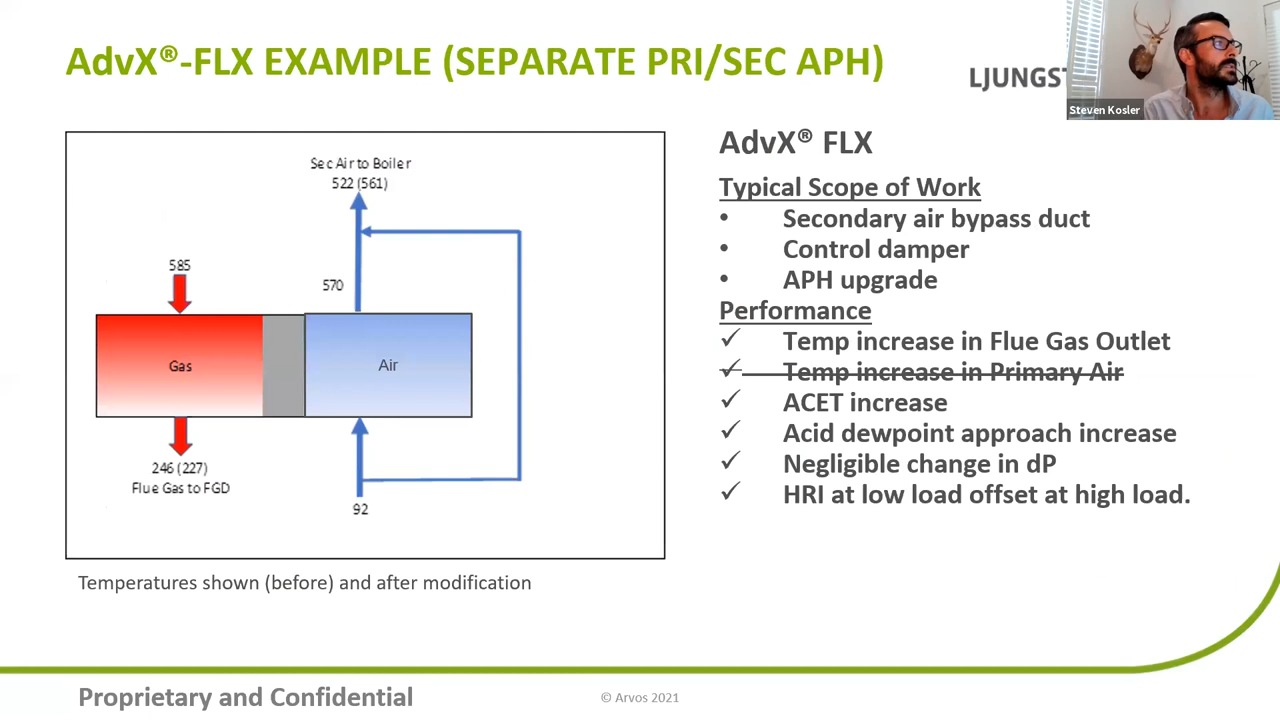 AdvX®-FLX EXAMPLE (SEPARATE PRI/SEC APH)
LJUNGST
Steven Kosler
Sec Air to Boiler
522 (561)
585
570
Gas
Air
246 (227)
Flue Gas to FGD
92
Temperatures shown (before) and after modification
AdvX® FLX
Typical Scope of Work
• Secondary air bypass duct
• Control damper
• APH upgrade
Performance
✓ Temp increase in Flue Gas Outlet
✓ Temp increase in Primary Air
✓ ACET increase
✓ Acid dewpoint approach increase
✓ Negligible change in dP
✓ HRI at low load offset at high load.
Proprietary and Confidential
© Arvos 2021